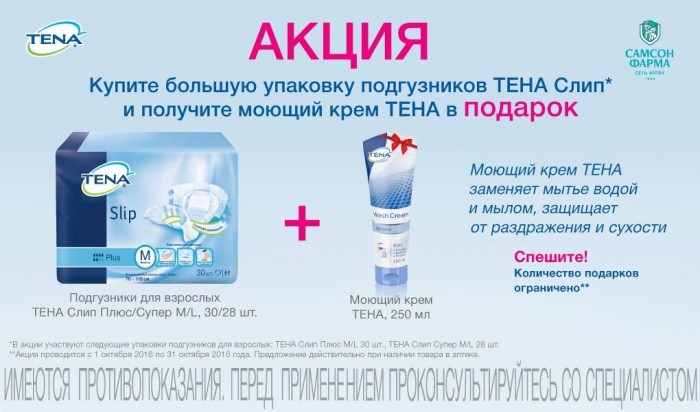 TENA
АКЦИЯ
САМСОН
ФАРМА
СЕТЬ АПТЕК
Купите большую упаковку подгузников ТЕНА Слип*
и получите моющий крем ТЕНА в подарок
TENA
Slip
Plus
M
30 шт.
TENA
Wash Cream
Моющий крем ТЕНА
заменяет мытье водой
и мылом, защищает
от раздражения и сухости
Спешите!
Количество подарков
ограничено**
Подгузники для взрослых
ТЕНА Слип Плюс/Супер M/L, 30/28 шт.
Моющий крем
ТЕНА, 250 мл
*В акции участвуют следующие упаковки подгузников для взрослых: ТЕНА Слип Плюс M/L 30 шт., ТЕНА Слип Супер M/L 28 шт.
**Акция проводится с 1 октября 2016 по 31 октября 2016 года. Предложение действительно при наличии товара в аптеке.
ИМЕЮТСЯ ПРОТИВОПОКАЗАНИЯ. ПЕРЕД ПРИМЕНЕНИЕМ ПРОКОНСУЛЬТИРУЙТЕСЬ СО СПЕЦИАЛИСТОМ